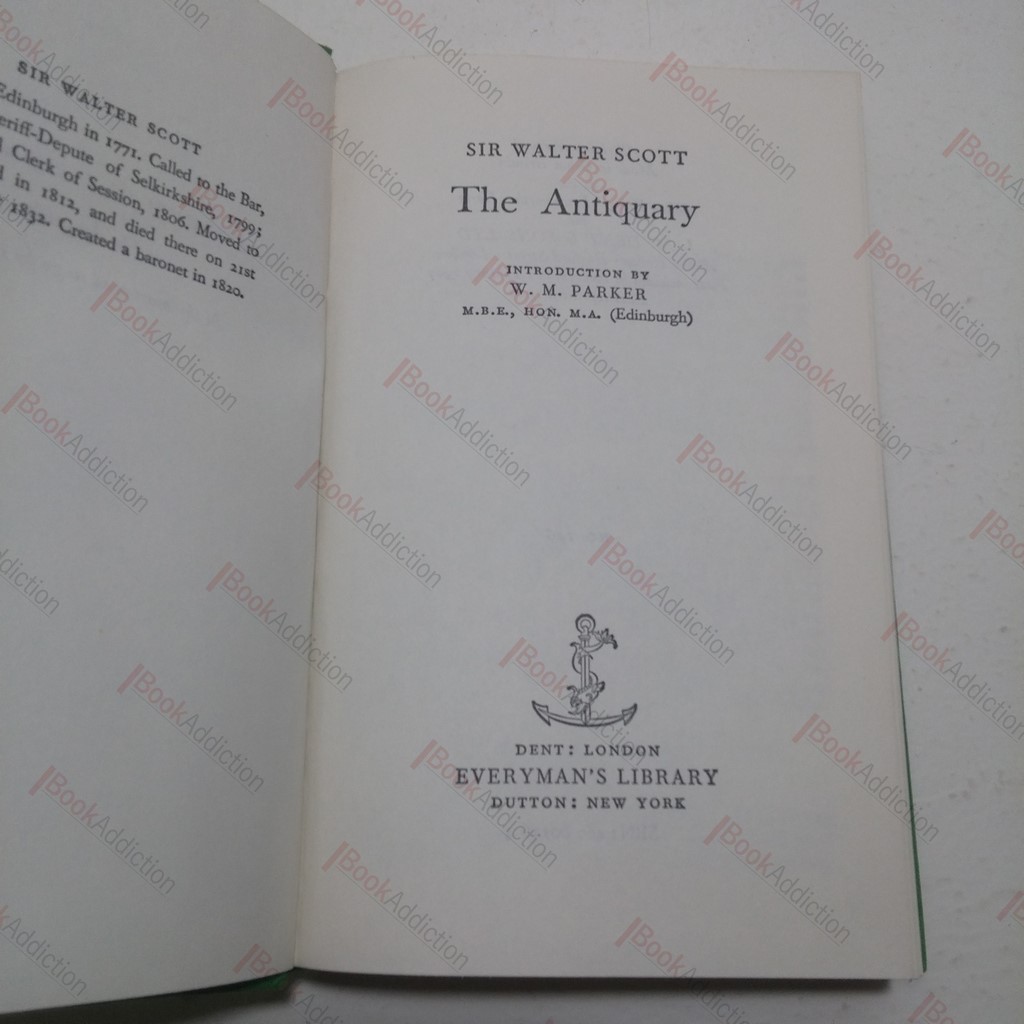 SIR WALTER SCOTT
Edinburgh in 1771. Called to the Bar,
Sheriff-Depute of Selkirkshire, 1799;
Clerk of Session, 1806. Moved to
in 1812, and died there on 21st
1832. Created a baronet in 1820.
SIR WALTER SCOTT
The Antiquary
INTRODUCTION BY
W. M. PARKER
M.B.E., HON. M.A. (Edinburgh)
DENT: LONDON
EVERYMAN'S LIBRARY
DUTTON: NEW YORK
BookAddiction